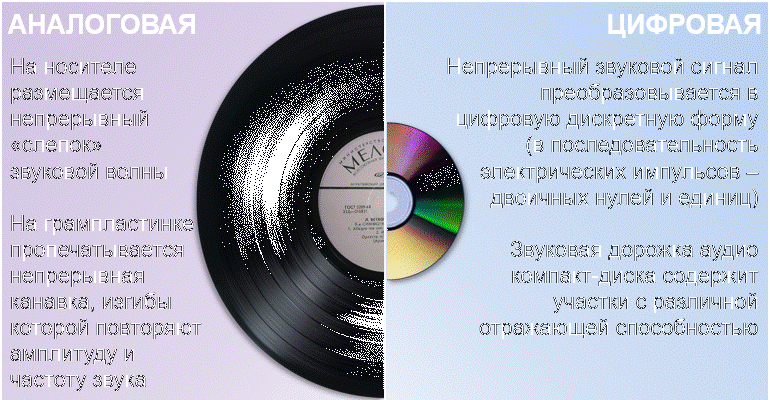 АНАЛОГОВАЯ
На носителе
размещается
непрерывный
«слепок»
звуковой волны
На грампластинке
пропечатывается
непрерывная
канавка, изгибы
которой повторяют
амплитуду и
частоту звука
ЦИФРОВАЯ
Непрерывный звуковой сигнал
преобразовывается в
цифровую дискретную форму
(в последовательность
электрических импульсов –
двоичных нулей и единиц)
Звуковая дорожка аудио
компакт-диска содержит
участки с различной
отражающей способностью